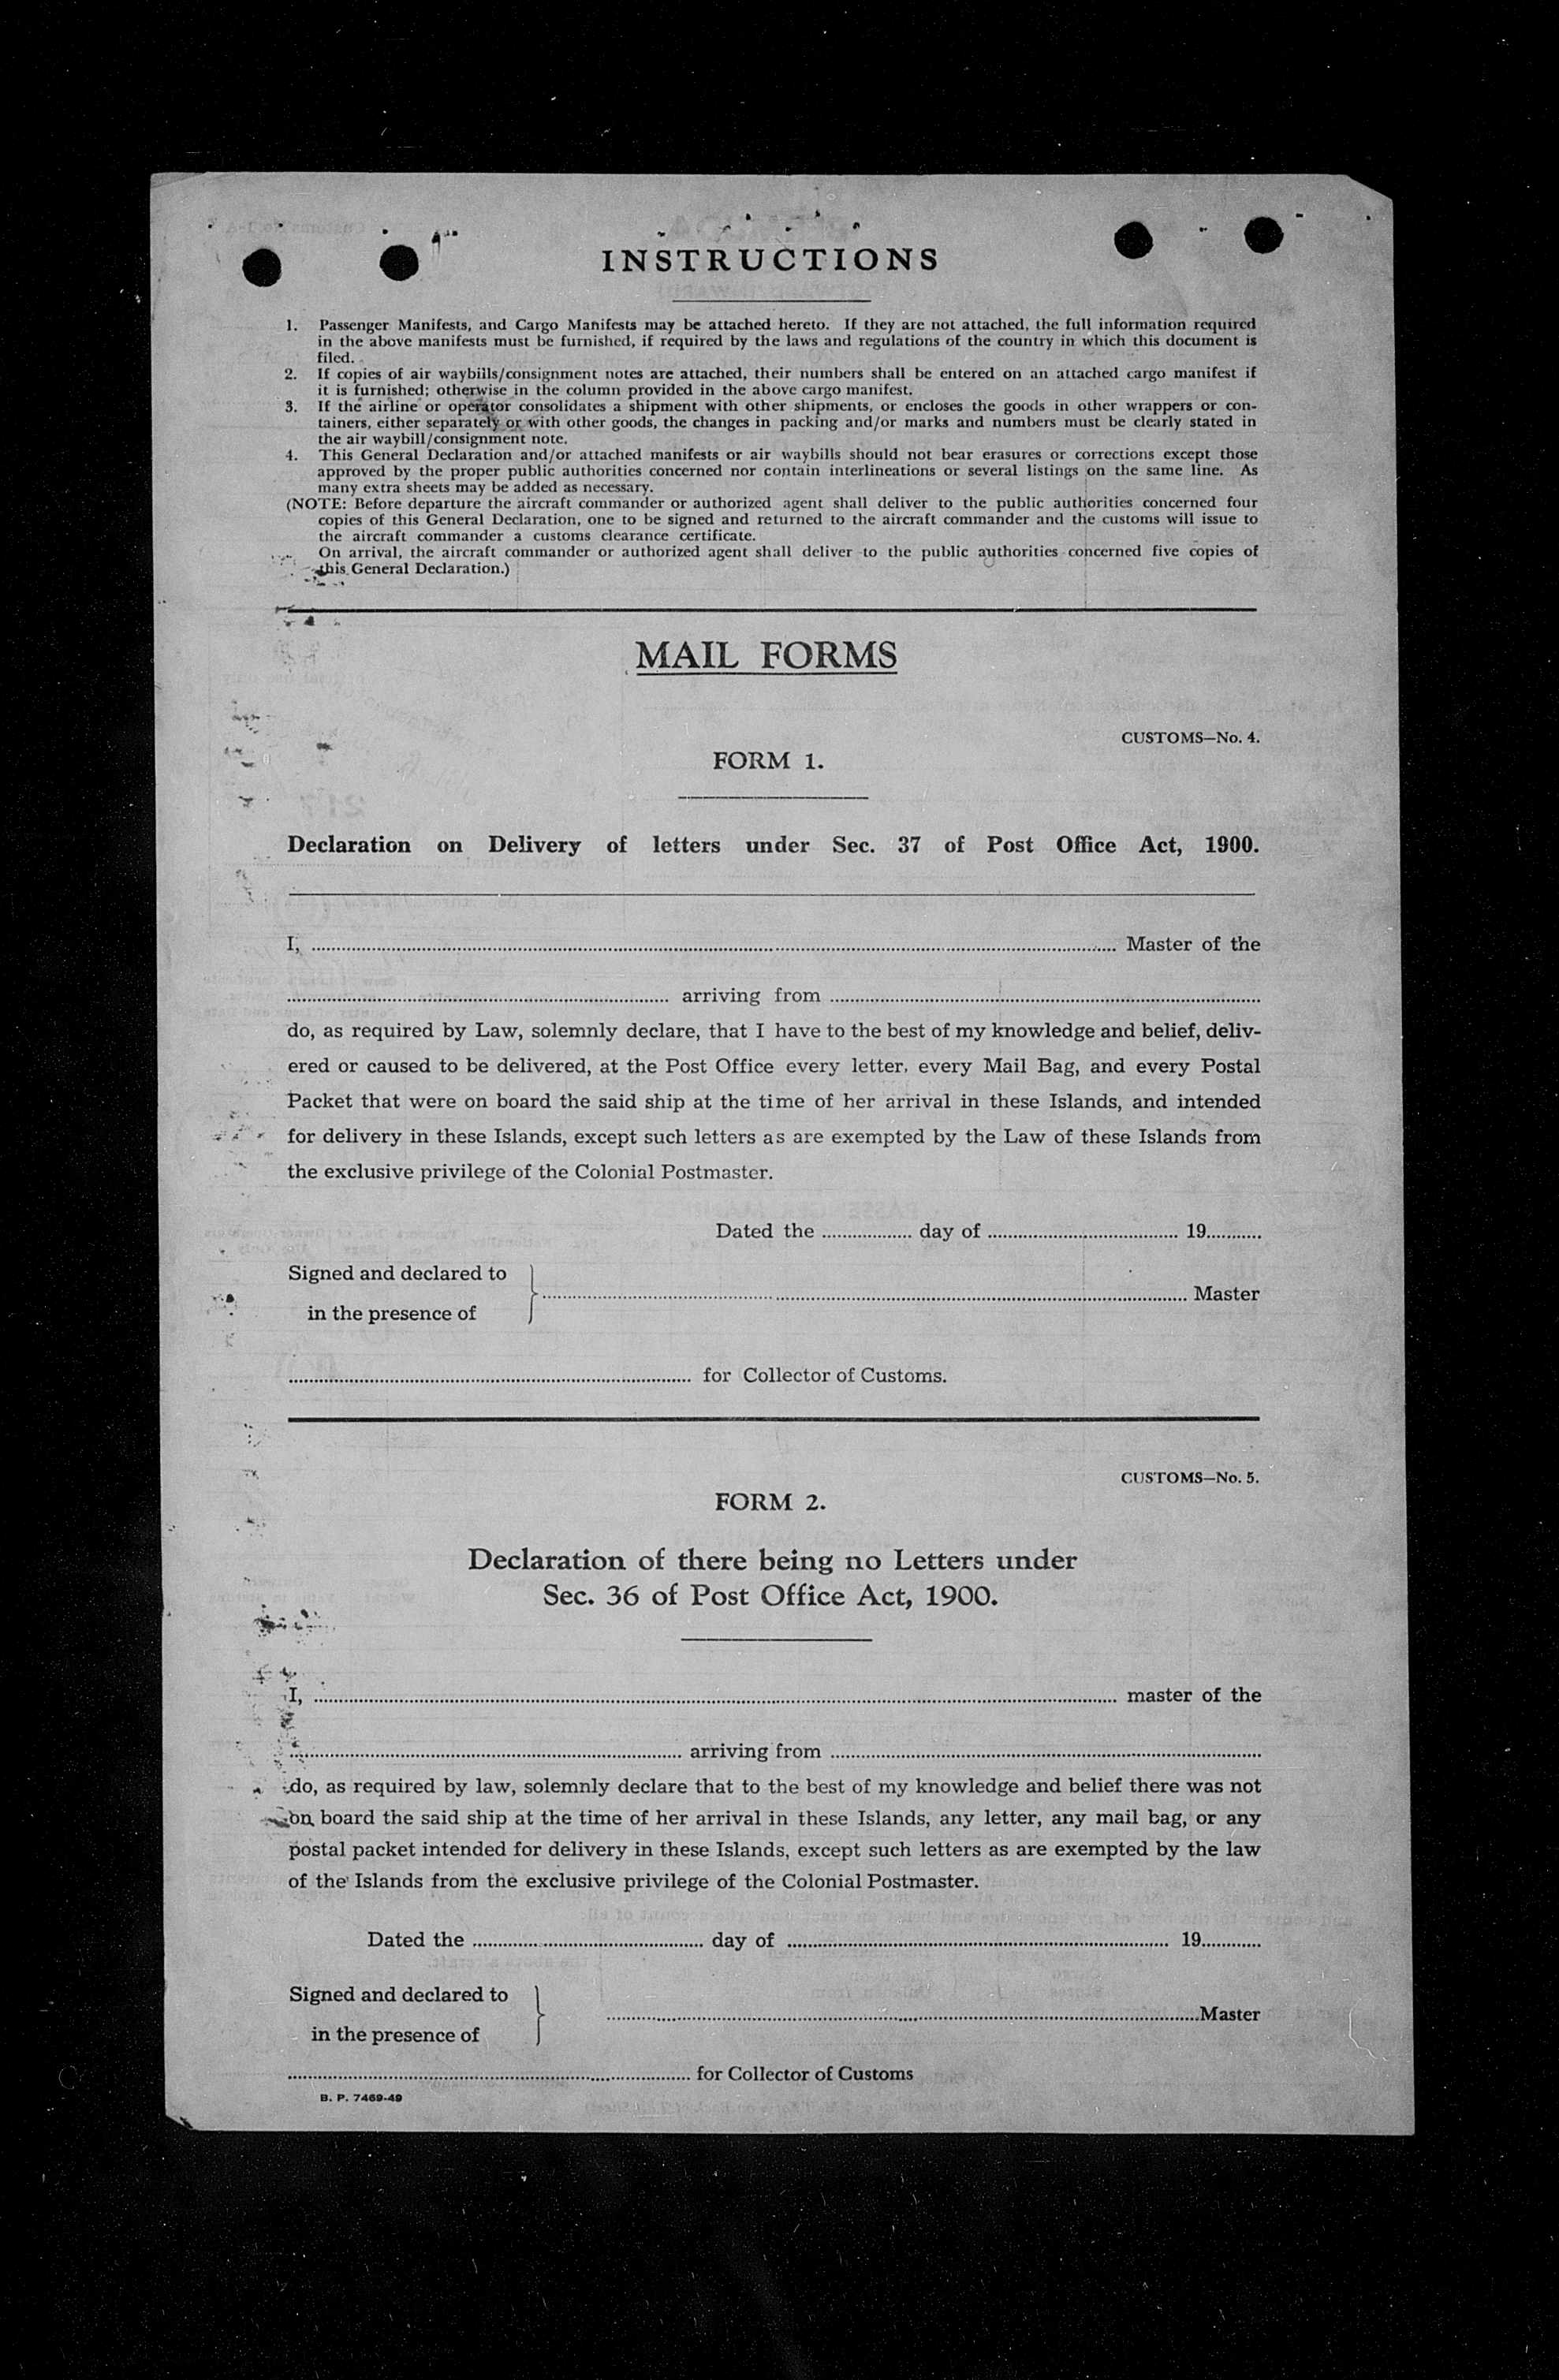 INSTRUCTIONS
1. Passenger Manifests, and Cargo Manifests may be attached hereto. If they are not attached, the full information required
in the above manifests must be furnished, if required by the laws and regulations of the country in which this document is
filed.
2. If copies of air waybills/consignment notes are attached, their numbers shall be entered on an attached cargo manifest if
it is furnished; otherwise in the column provided in the above cargo manifest.
3. If the airline or operator consolidates a shipment with other shipments, or encloses the goods in other wrappers or con-
tainers, either separately or with other goods, the changes in packing and/or marks and numbers must be clearly stated in
the air waybill/consignment note.
4. This General Declaration and/or attached manifests or air waybills should not bear erasures or corrections except those
approved by the proper public authorities concerned nor contain interlineations or several listings on the same line. As
many extra sheets may be added as necessary.
(NOTE: Before departure the aircraft commander or authorized agent shall deliver to the public authorities concerned four
copies of this General Declaration, one to be signed and returned to the aircraft commander and the customs will issue to
the aircraft commander a customs clearance certificate.
On arrival, the aircraft commander or authorized agent shall deliver to the public authorities concerned five copies of
this General Declaration.)
MAIL FORMS
CUSTOMS—No. 4.
FORM 1.
Declaration on Delivery of letters under Sec. 37 of Post Office Act, 1900.
I, .......... Master of the
.......... arriving from ..........
do, as required by Law, solemnly declare, that I have to the best of my knowledge and belief, deliv-
ered or caused to be delivered, at the Post Office every letter, every Mail Bag, and every Postal
Packet that were on board the said ship at the time of her arrival in these Islands, and intended
for delivery in these Islands, except such letters as are exempted by the Law of these Islands from
the exclusive privilege of the Colonial Postmaster.
Dated the .......... day of .......... 19..........
Signed and declared to
.......... Master
in the presence of
.......... for Collector of Customs.
CUSTOMS—No. 5.
FORM 2.
Declaration of there being no Letters under
Sec. 36 of Post Office Act, 1900.
I, .......... master of the
.......... arriving from ..........
do, as required by law, solemnly declare that to the best of my knowledge and belief there was not
on board the said ship at the time of her arrival in these Islands, any letter, any mail bag, or any
postal packet intended for delivery in these Islands, except such letters as are exempted by the law
of the Islands from the exclusive privilege of the Colonial Postmaster.
Dated the .......... day of .......... 19..........
Signed and declared to
..........Master
in the presence of
.......... for Collector of Customs
B. P. 7469-49